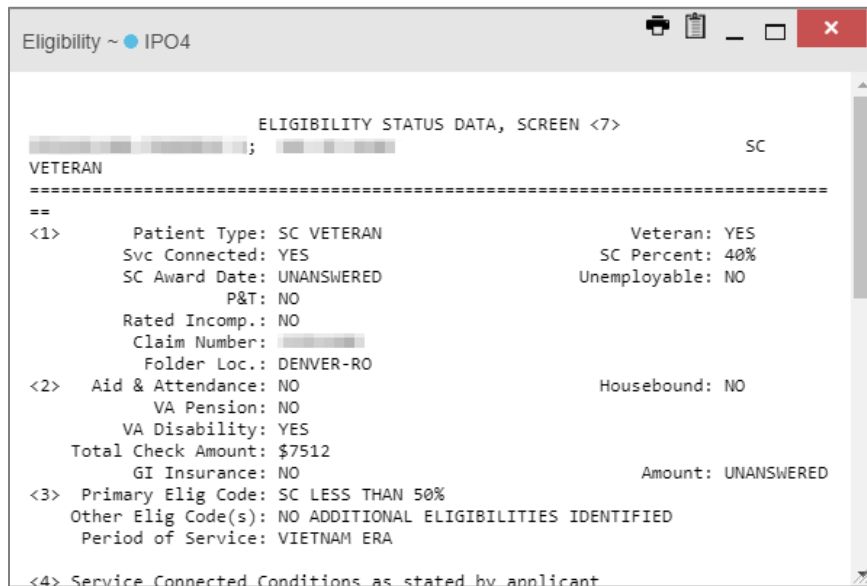 Eligibility ~ IPO4
ELIGIBILITY STATUS DATA, SCREEN <7>
; SC
VETERAN
==============================================================================
==
<1> Patient Type: SC VETERAN Veteran: YES
Svc Connected: YES SC Percent: 40%
SC Award Date: UNANSWERED Unemployable: NO
P&T: NO
Rated Incomp.: NO
Claim Number:
Folder Loc.: DENVER-RO
<2> Aid & Attendance: NO Housebound: NO
VA Pension: NO
VA Disability: YES
Total Check Amount: $7512
GI Insurance: NO Amount: UNANSWERED
<3> Primary Elig Code: SC LESS THAN 50%
Other Elig Code(s): NO ADDITIONAL ELIGIBILITIES IDENTIFIED
Period of Service: VIETNAM ERA
<4> Service Connected Conditions as stated by applicant